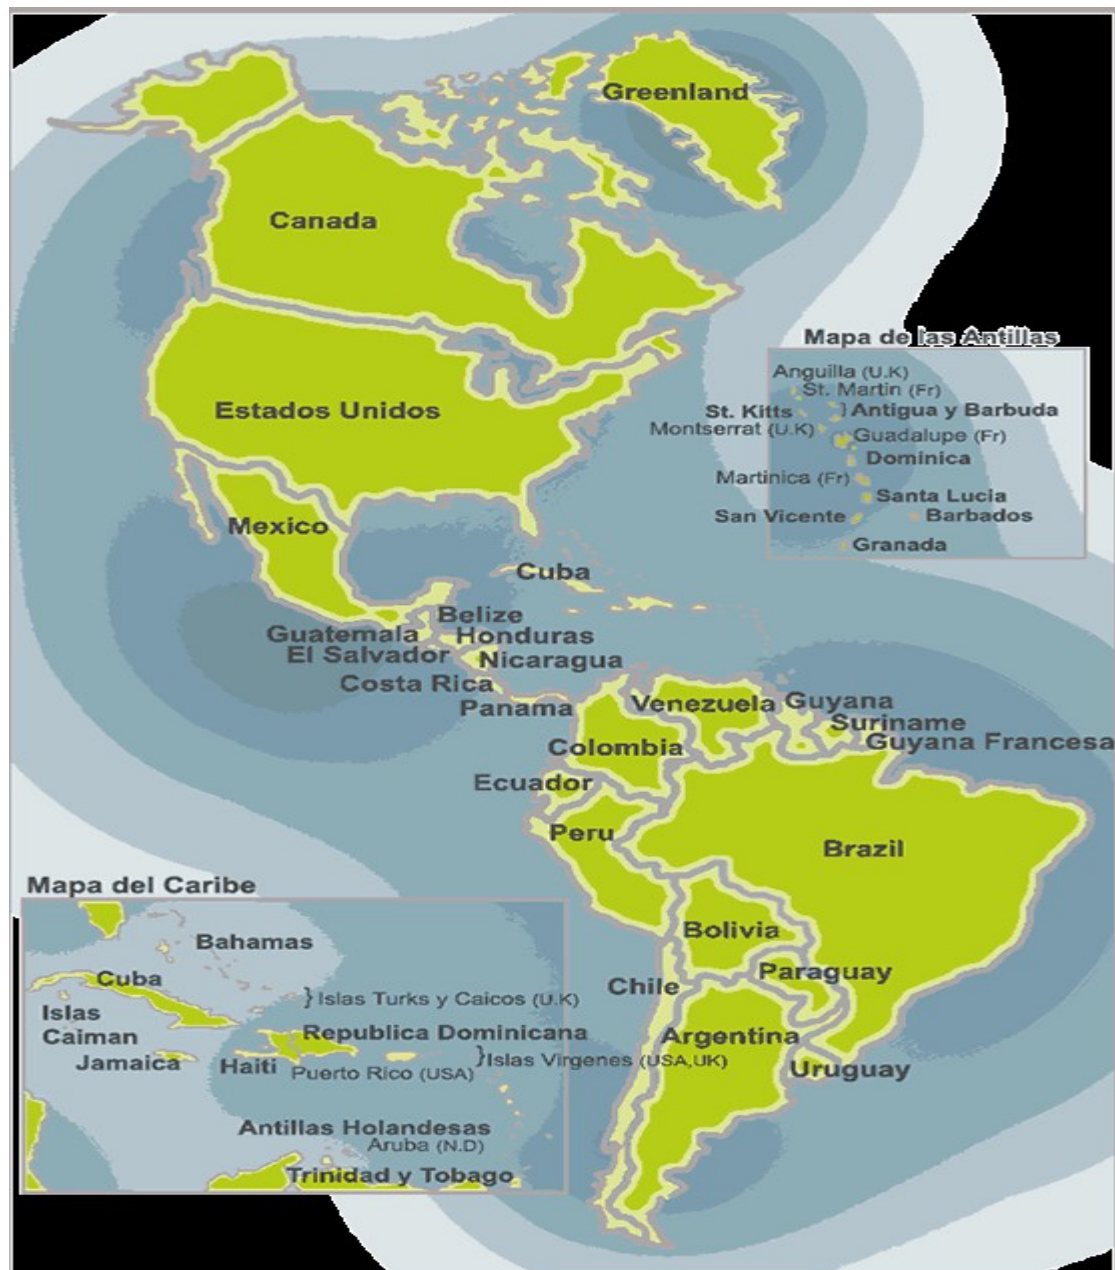 Greenland
Canada
Mapa de las Antillas
Anguilla (U.K)
St. Martin (Fr)
St. Kitts
} Antigua y Barbuda
Montserrat (U.K)
Guadalupe (Fr)
Dominica
Martinica (Fr)
Santa Lucia
San Vicente
Barbados
Granada
Estados Unidos
Mexico
Cuba
Belize
Guatemala
Honduras
El Salvador
Nicaragua
Costa Rica
Panama
Venezuela
Guyana
Suriname
Guyana Francesa
Colombia
Ecuador
Peru
Brazil
Bolivia
Paraguay
Chile
Argentina
Uruguay
Mapa del Caribe
Bahamas
Cuba
}Islas Turks y Caicos (U.K)
Islas
Caiman
Republica Dominicana
Jamaica
Haiti
Puerto Rico (USA)
}Islas Virgenes (USA,UK)
Antillas Holandesas
Aruba (N.D)
Trinidad y Tobago